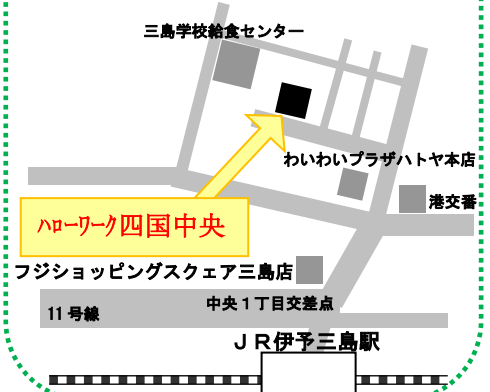 三島学校給食センター
わいわいプラザハトヤ本店
港交番
ﾊﾛｰﾜｰｸ四国中央
フジショッピングスクェア三島店
中央１丁目交差点
11号線
ＪＲ伊予三島駅